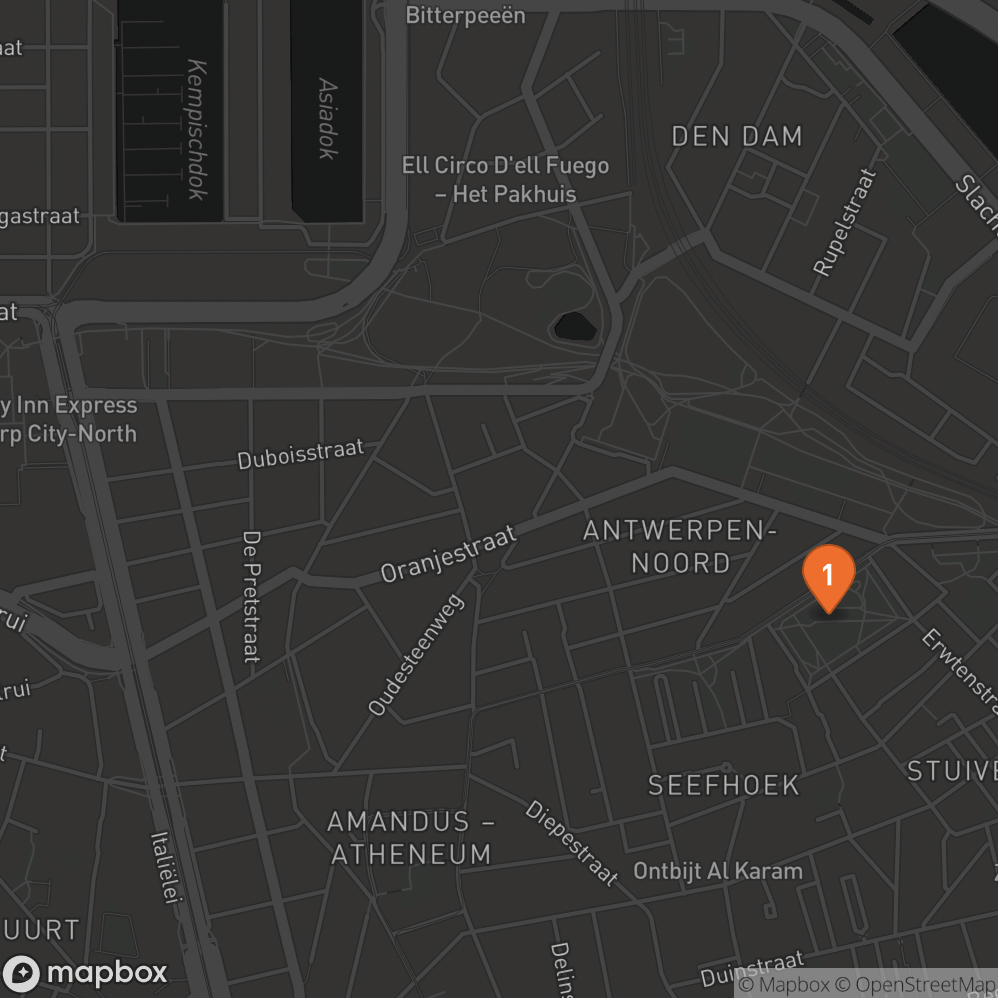 Bitterpeeën
aat
Kempischdok
Asiadok
DEN DAM
Ell Circo D'ell Fuego
– Het Pakhuis
Rupelstraat
Slach
gastraat
at
y Inn Express
rp City-North
Duboisstraat
De Pretstraat
Oranjestraat
ANTWERPEN-
NOORD
1
rui
Oudesteenweg
Erwtenstra
rui
t
SEEFHOEK
STUIVE
AMANDUS –
ATHENEUM
Diepestraat
Italiëlei
Ontbijt Al Karam
UURT
Delins
Duinstraat
mapbox
© Mapbox © OpenStreetMap